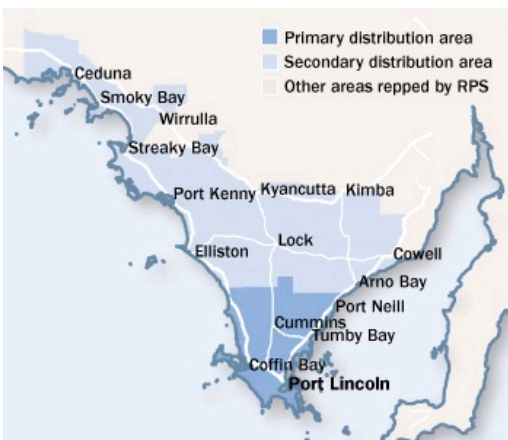 Primary distribution area
Secondary distribution area
Other areas repped by RPS
Ceduna
Smoky Bay
Wirrulla
Streaky Bay
Port Kenny
Kyancutta
Kimba
Elliston
Lock
Cowell
Arno Bay
Port Neill
Cummins
Tumby Bay
Coffin Bay
Port Lincoln